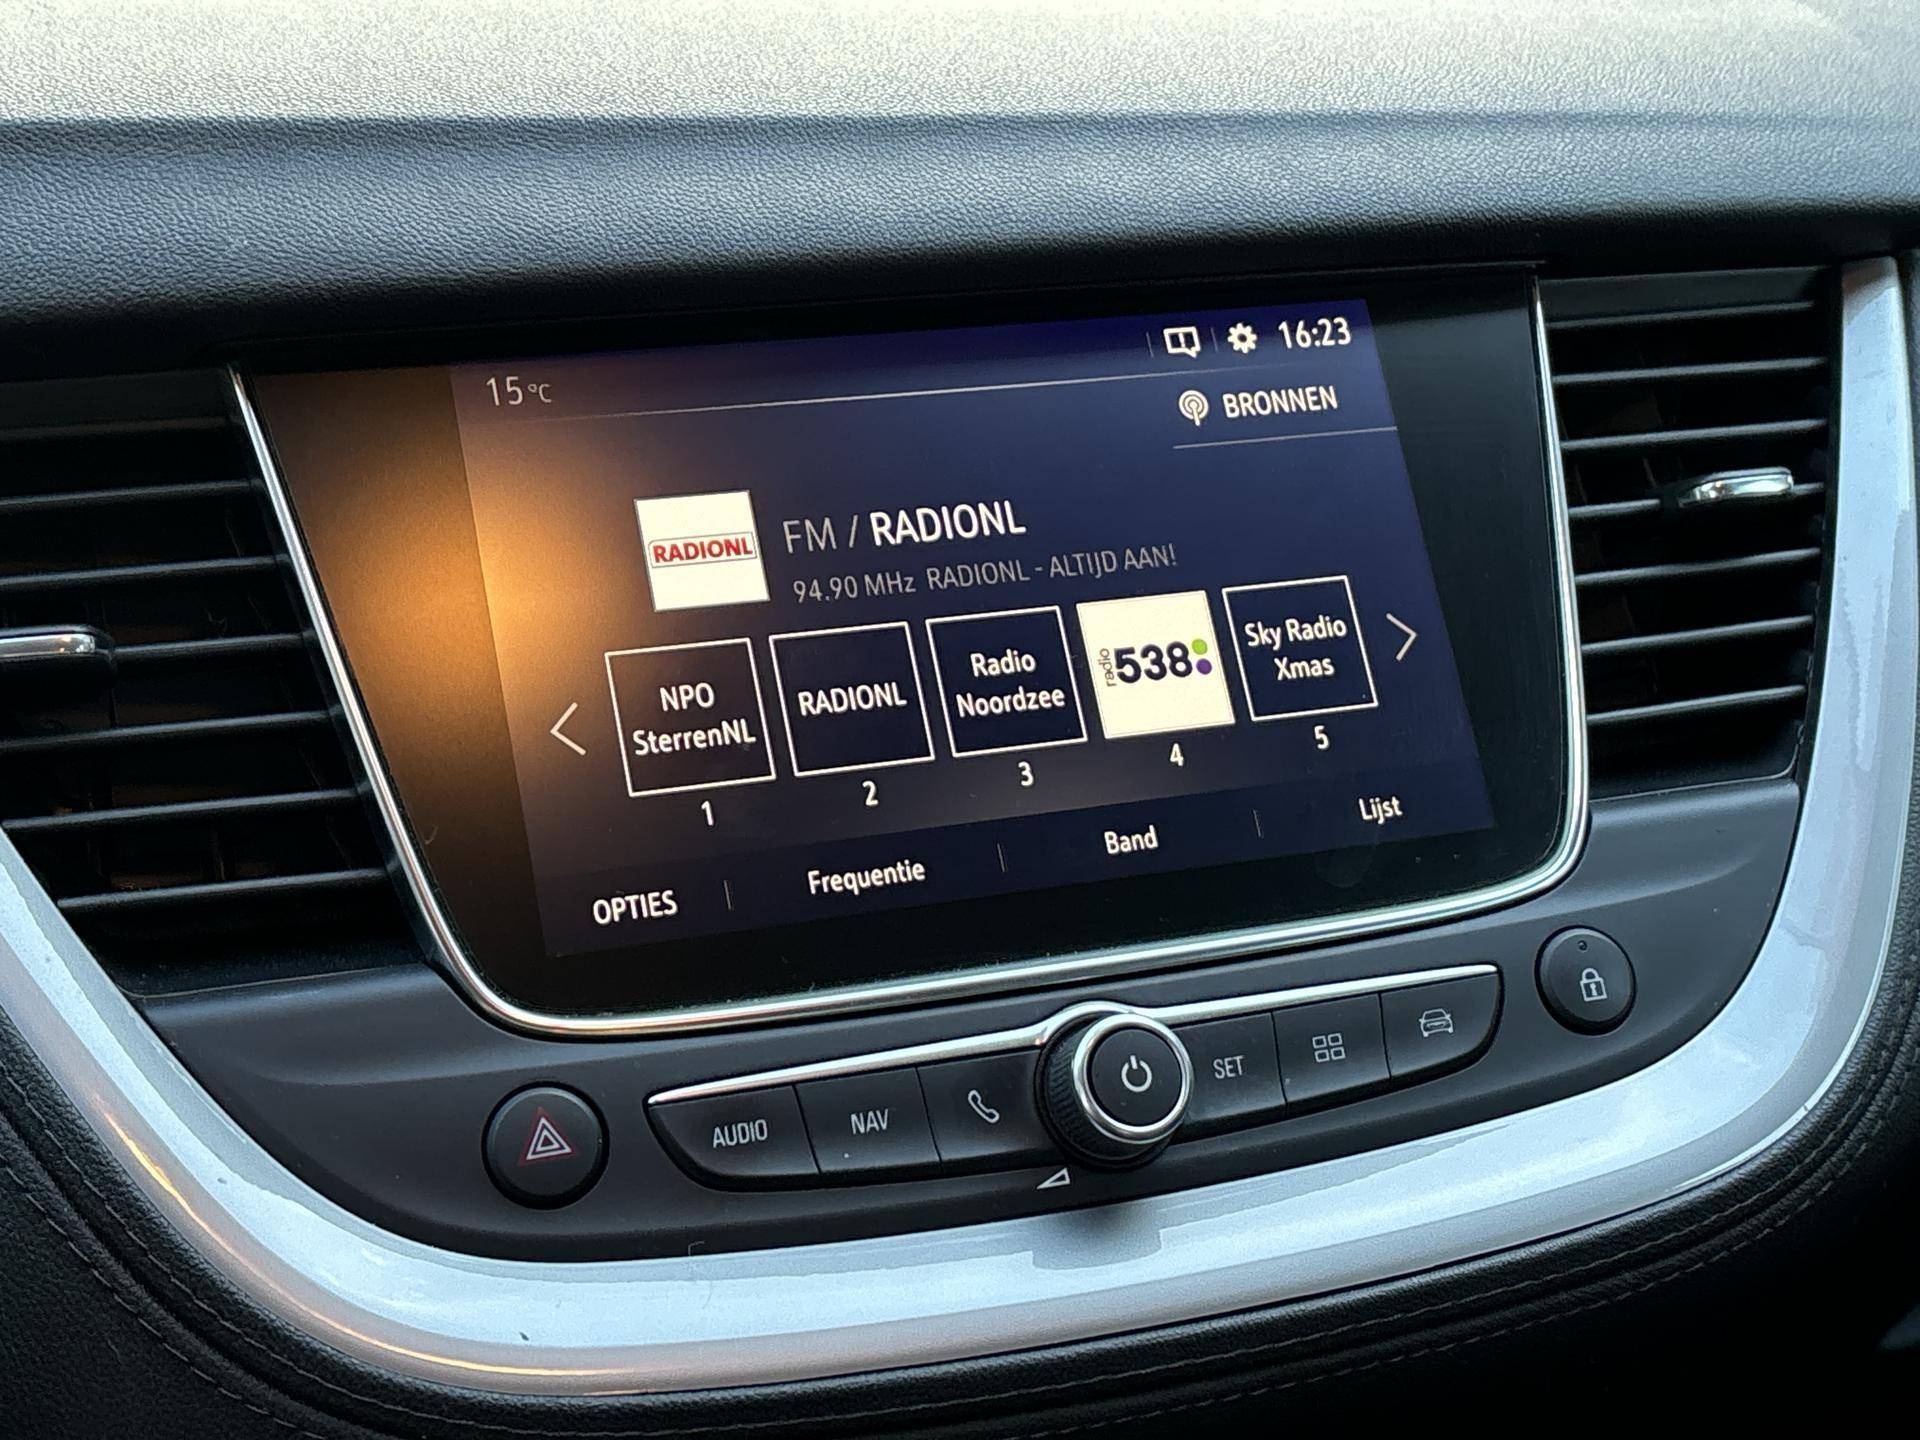 15°C
16:23
BRONNEN
RADIONL
FM / RADIONL
94.90 MHz RADIONL - ALTIJD AAN!
NPO
SterrenNL
RADIONL
Radio
Noordzee
radio 538
Sky Radio
Xmas
1
2
3
4
5
OPTIES
Frequentie
Band
Lijst
AUDIO
NAV
SET